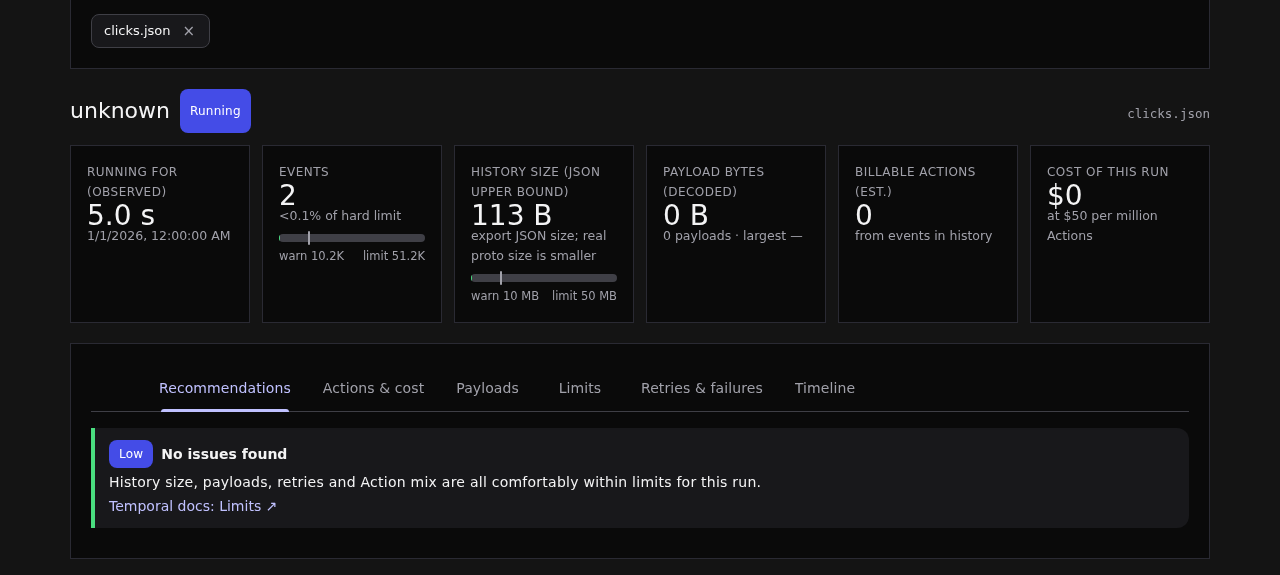 clicks.json ×
unknown Running clicks.json
RUNNING FOR
(OBSERVED)
5.0 s
1/1/2026, 12:00:00 AM
EVENTS
2
<0.1% of hard limit
warn 10.2K limit 51.2K
HISTORY SIZE (JSON
UPPER BOUND)
113 B
export JSON size; real
proto size is smaller
warn 10 MB limit 50 MB
PAYLOAD BYTES
(DECODED)
0 B
0 payloads · largest —
BILLABLE ACTIONS
(EST.)
0
from events in history
COST OF THIS RUN
$0
at $50 per million
Actions
Recommendations Actions & cost Payloads Limits Retries & failures Timeline
Low No issues found
History size, payloads, retries and Action mix are all comfortably within limits for this run.
Temporal docs: Limits ↗